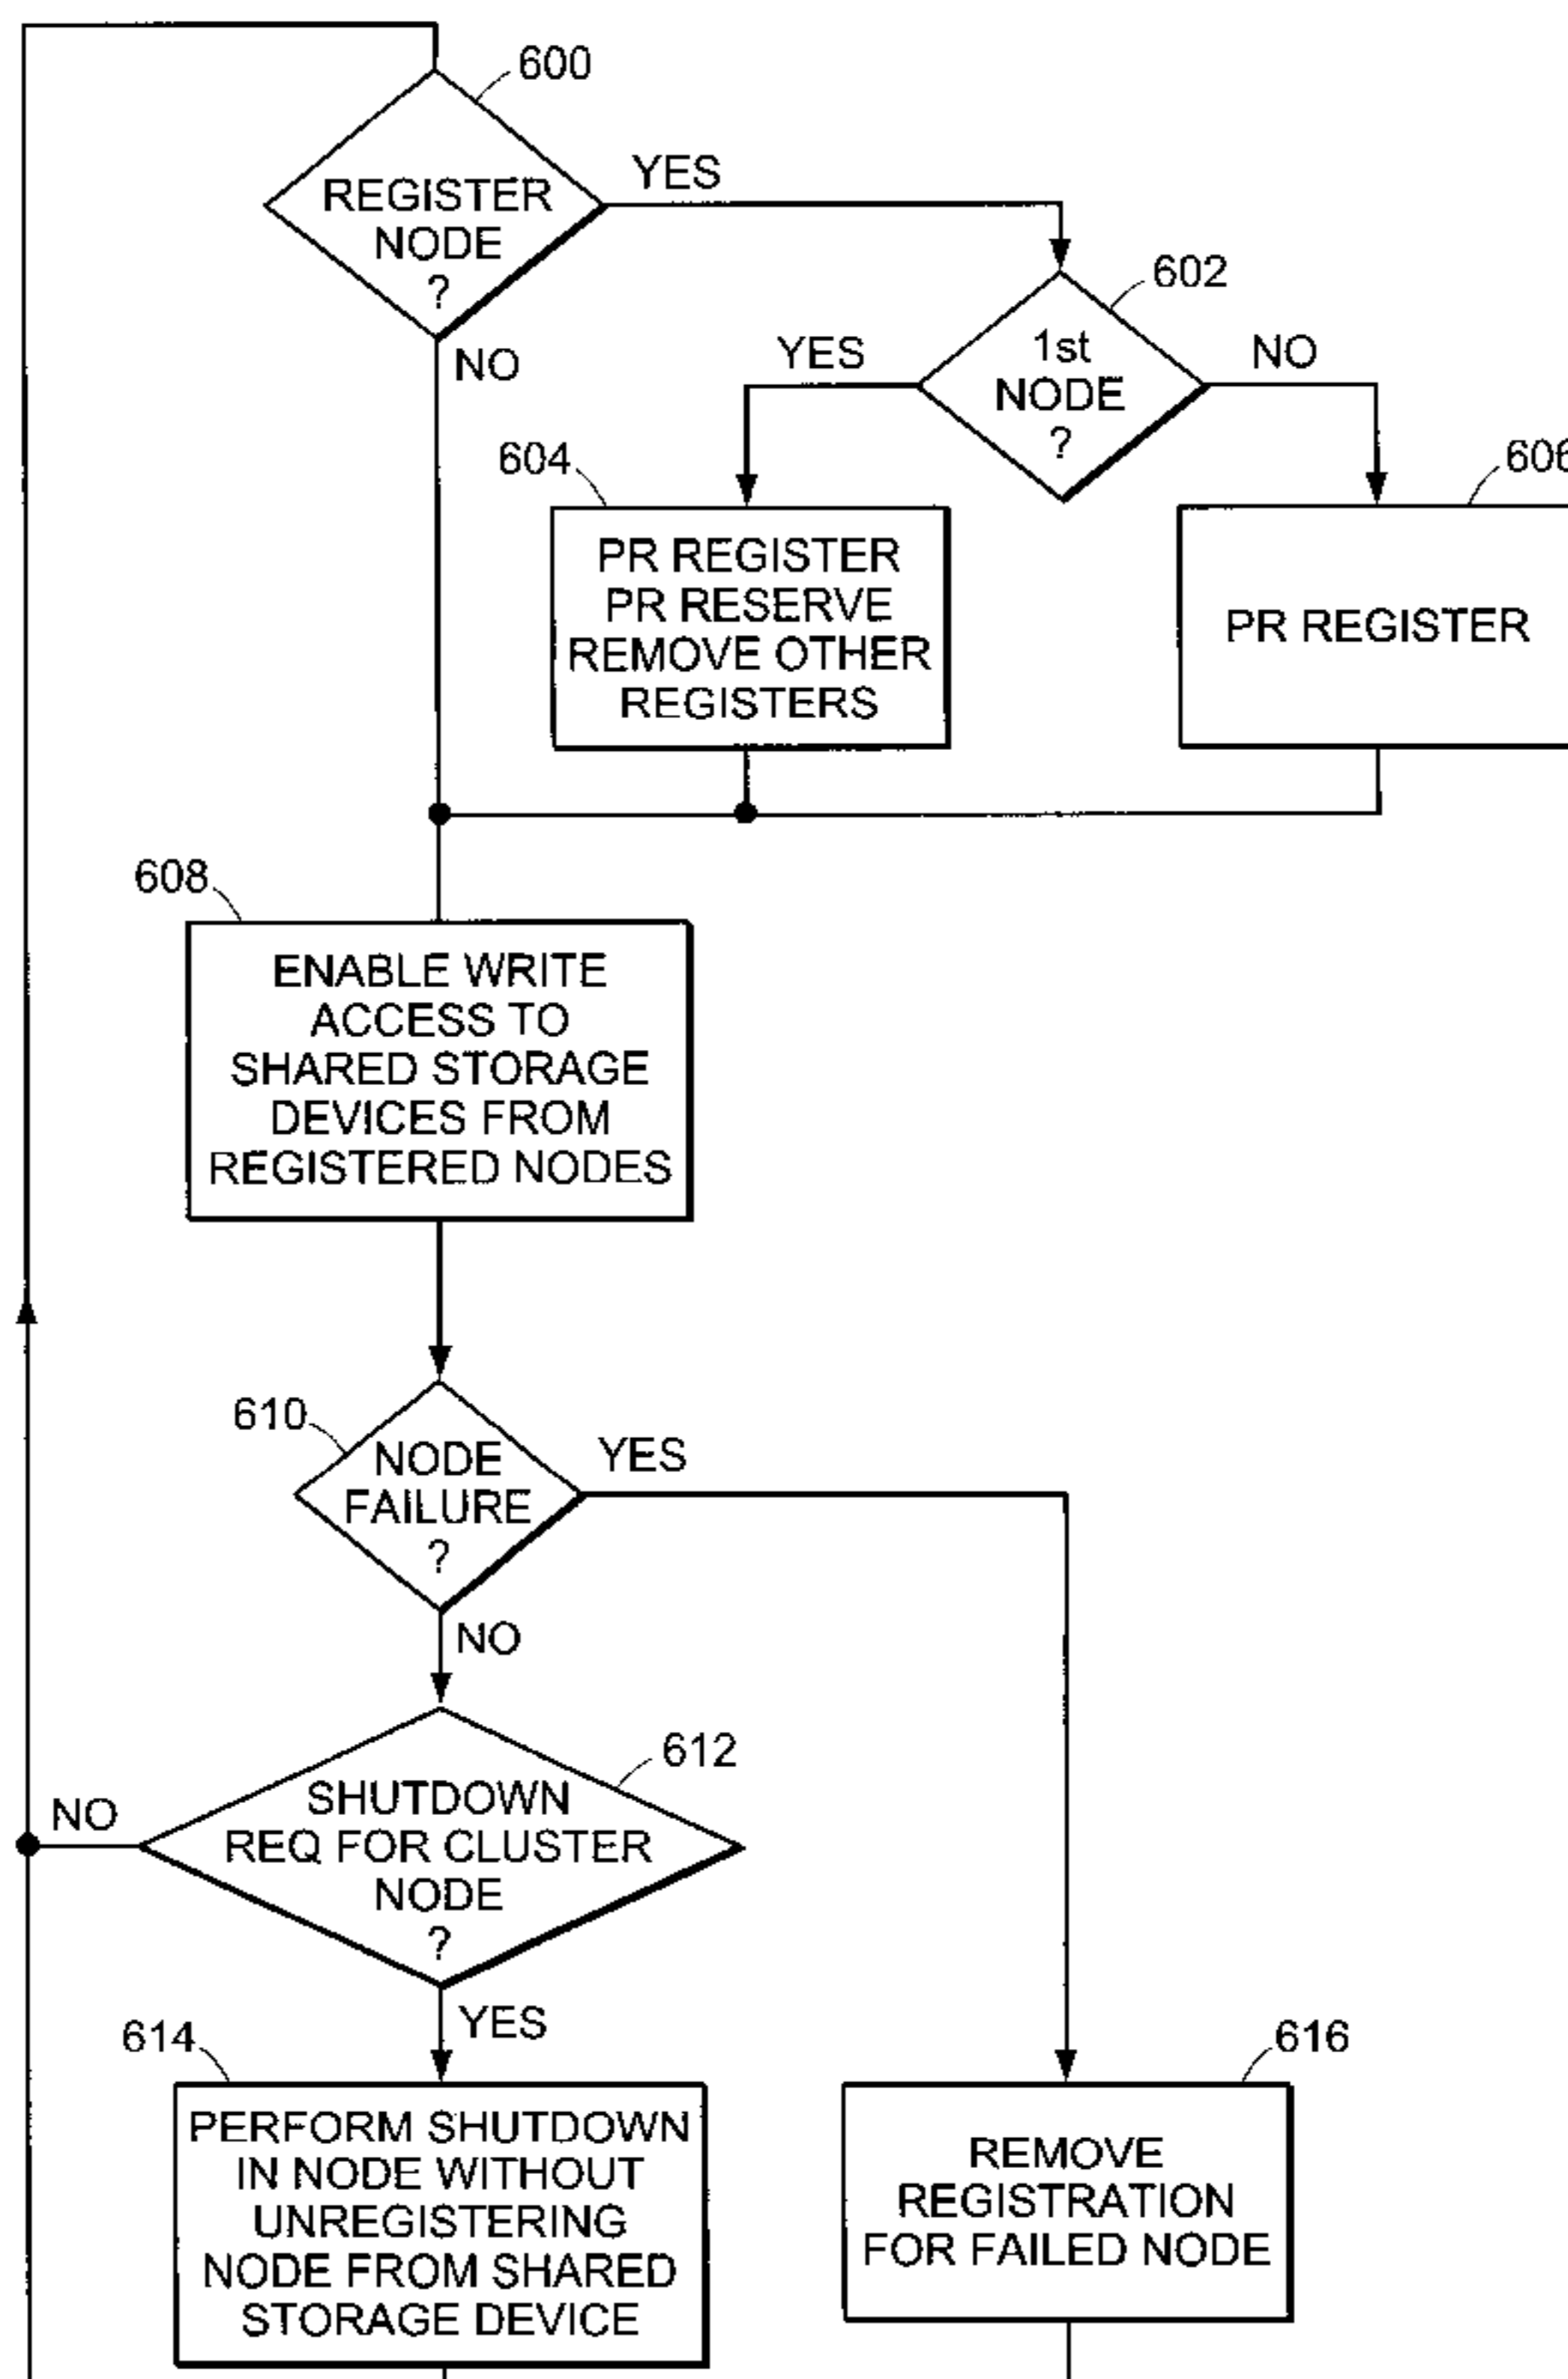 600
REGISTER
NODE
?
YES
NO
602
1st
NODE
?
YES
NO
604
PR REGISTER
PR RESERVE
REMOVE OTHER
REGISTERS
606
PR REGISTER
608
ENABLE WRITE
ACCESS TO
SHARED STORAGE
DEVICES FROM
REGISTERED NODES
610
NODE
FAILURE
?
YES
NO
612
SHUTDOWN
REQ FOR CLUSTER
NODE
?
NO
YES
614
PERFORM SHUTDOWN
IN NODE WITHOUT
UNREGISTERING
NODE FROM SHARED
STORAGE DEVICE
616
REMOVE
REGISTRATION
FOR FAILED NODE